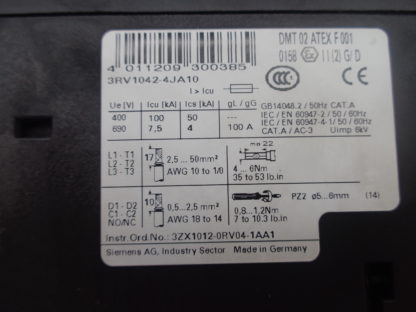 4 011209 300385
DMT 02 ATEX F 001
0158 Ex II (2) G/D
3RV1042-4JA10
I > Icu
Ue [V] Icu [kA] Icu [kA] gL / gG
400 100 50 —
690 7,5 4 100 A
GB14048.2 / 50Hz CAT.A
IEC / EN 60947-2 / 50 / 60Hz
IEC / EN 60947-4-1/ 50 / 60Hz
CAT.A / AC-3 Uimp 6kV
L1 - T1
L2 - T2
L3 - T3
17
2,5 ... 50mm²
AWG 10 to 1/0
22
4 ... 6Nm
35 to 53 lb.in
D1 - D2
C1 - C2
NO/NC
10
0,5...2,5 mm²
AWG 18 to 14
0,8...1,2Nm
7 to 10.3 lb.in
PZ2 ø5...6mm (14)
Instr.Ord.No.: 3ZX1012-0RV04-1AA1
Siemens AG, Industry Sector Made in Germany